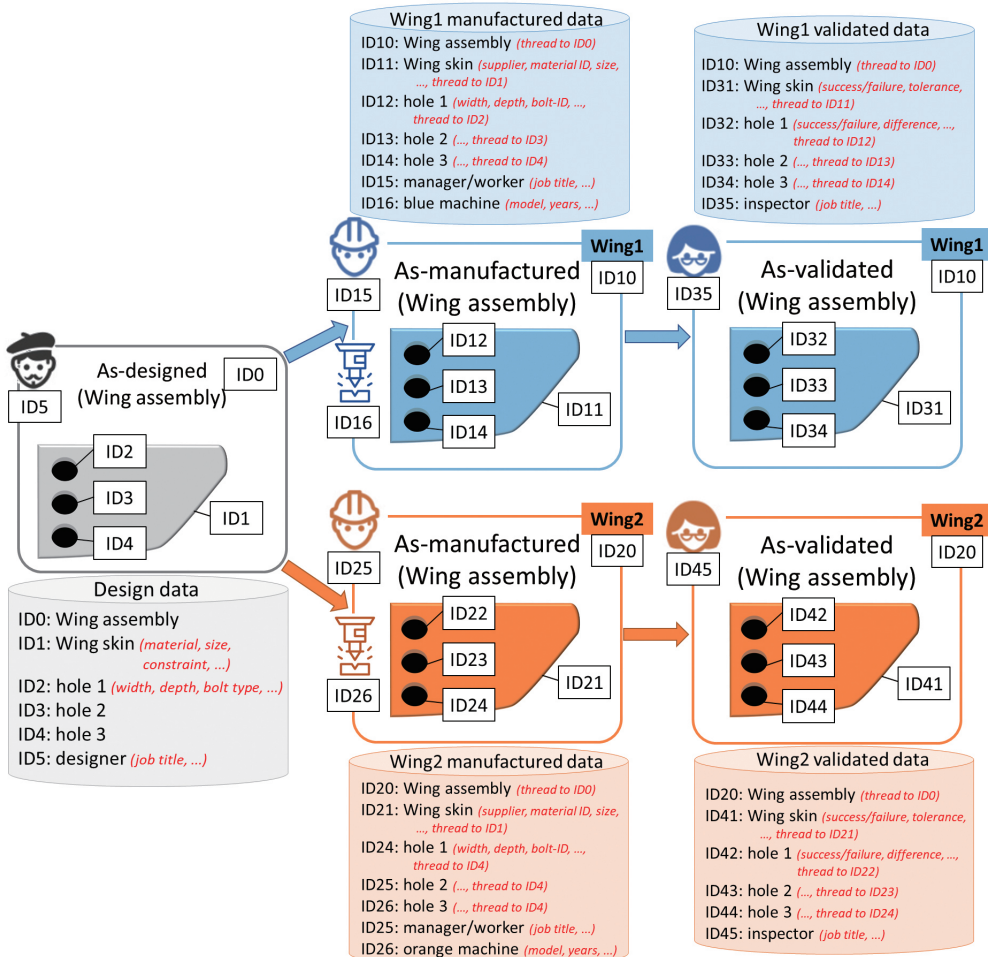 Wing1 manufactured data
ID10: Wing assembly (thread to ID0)
ID11: Wing skin (supplier, material ID, size,
..., thread to ID1)
ID12: hole 1 (width, depth, bolt-ID, ...,
thread to ID2)
ID13: hole 2 (..., thread to ID3)
ID14: hole 3 (..., thread to ID4)
ID15: manager/worker (job title, ...)
ID16: blue machine (model, years, ...)
Wing1 validated data
ID10: Wing assembly (thread to ID0)
ID31: Wing skin (success/failure, tolerance,
..., thread to ID11)
ID32: hole 1 (success/failure, difference, ...,
thread to ID12)
ID33: hole 2 (..., thread to ID13)
ID34: hole 3 (..., thread to ID14)
ID35: inspector (job title, ...)
Wing1
ID10
ID15
As-manufactured
(Wing assembly)
ID12
ID13
ID14
ID11
ID16
Wing1
ID10
ID35
As-validated
(Wing assembly)
ID32
ID33
ID34
ID31
ID5
As-designed
(Wing assembly)
ID0
ID2
ID3
ID4
ID1
Design data
ID0: Wing assembly
ID1: Wing skin (material, size,
constraint, ...)
ID2: hole 1 (width, depth, bolt type, ...)
ID3: hole 2
ID4: hole 3
ID5: designer (job title, ...)
Wing2
ID20
ID25
As-manufactured
(Wing assembly)
ID22
ID23
ID24
ID21
ID26
Wing2
ID20
ID45
As-validated
(Wing assembly)
ID42
ID43
ID44
ID41
Wing2 manufactured data
ID20: Wing assembly (thread to ID0)
ID21: Wing skin (supplier, material ID, size,
..., thread to ID1)
ID24: hole 1 (width, depth, bolt-ID, ...,
thread to ID4)
ID25: hole 2 (..., thread to ID4)
ID26: hole 3 (..., thread to ID4)
ID25: manager/worker (job title, ...)
ID26: orange machine (model, years, ...)
Wing2 validated data
ID20: Wing assembly (thread to ID0)
ID41: Wing skin (success/failure, tolerance,
..., thread to ID21)
ID42: hole 1 (success/failure, difference, ...,
thread to ID22)
ID43: hole 2 (..., thread to ID23)
ID44: hole 3 (..., thread to ID24)
ID45: inspector (job title, ...)